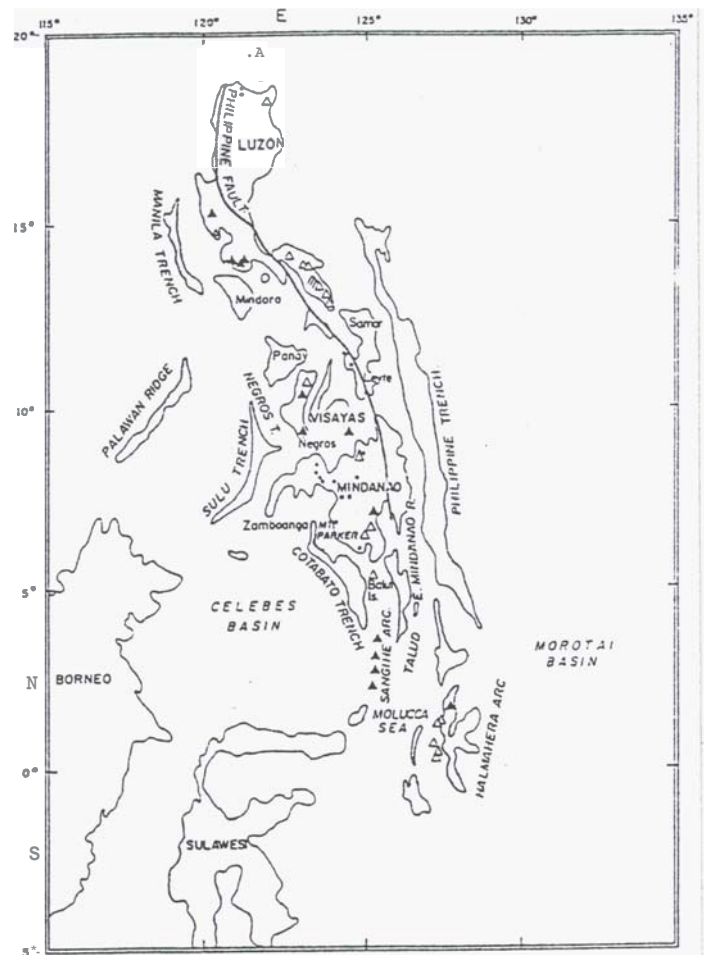 E
115° 120° 125° 130° 135°
20°
.A
PHILIPPINE FAULT
LUZON
MANILA TRENCH
15°
Mindoro
Samar
Panay
Leyte
NEGROS T.
PALAWAN RIDGE
10°
VISAYAS
Negros
PHILIPPINE TRENCH
SULU TRENCH
MINDANAO
Zamboanga
MT.
PARKER
E. MINDANAO R.
COTABATO TRENCH
Balut
Is.
5°
CELEBES
BASIN
SANGIHE ARC.
TALUD
MOROTAI
BASIN
N
BORNEO
MOLUCCA
SEA
HALMAHERA ARC
0°
S
SULAWESI
5°